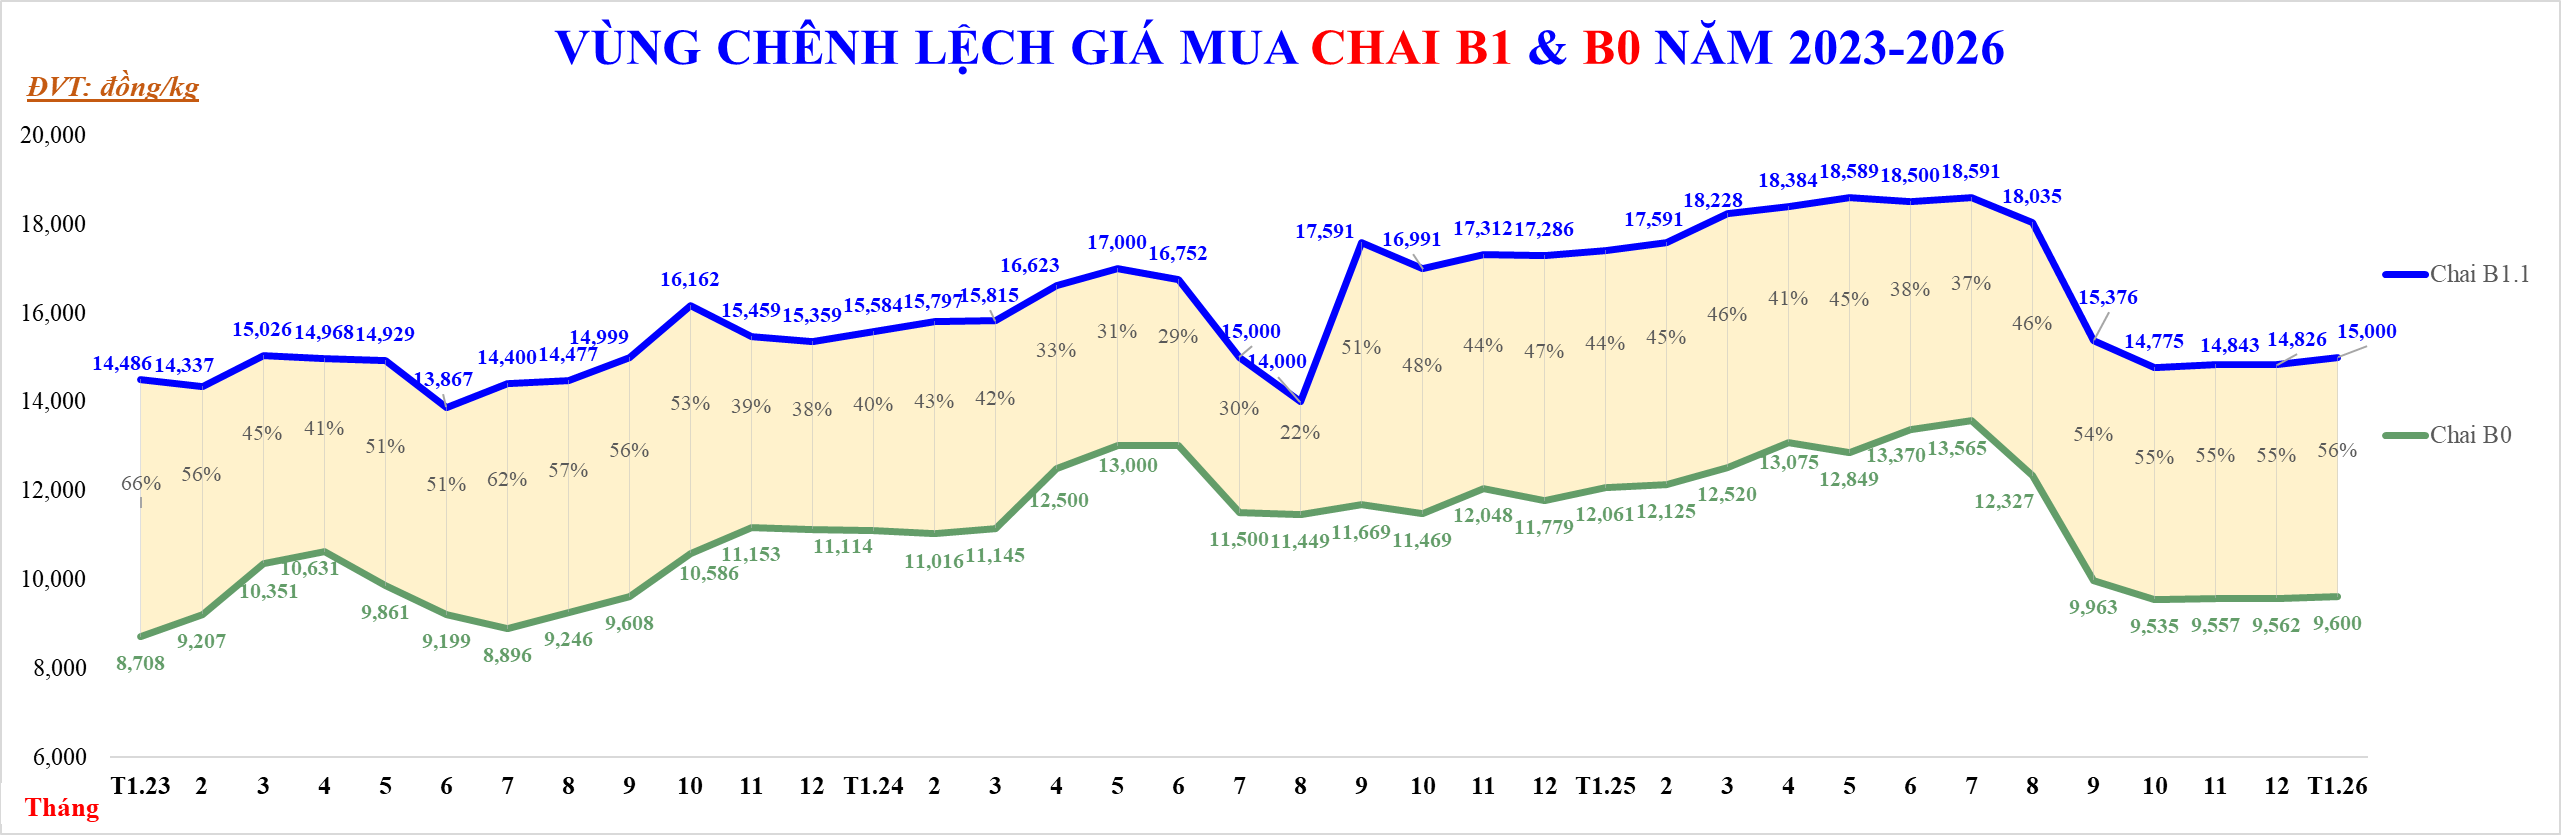 VÙNG CHÊNH LỆCH GIÁ MUA CHAI B1 & B0 NĂM 2023-2026
ĐVT: đồng/kg
20,000
18,000
16,000
14,000
12,000
10,000
8,000
6,000
14,486 14,337 15,026 14,968 14,929 13,867 14,400 14,477 14,999 16,162 15,459 15,359 15,584 15,797 15,815 16,623 17,000 16,752 15,000 14,000 17,591 16,991 17,312 17,286 17,591 18,228 18,384 18,589 18,500 18,591 18,035 15,376 14,775 14,843 14,826 15,000
66% 56% 45% 41% 51% 51% 62% 57% 56% 53% 39% 38% 40% 43% 42% 33% 31% 29% 30% 22% 51% 48% 44% 47% 44% 45% 46% 41% 45% 38% 37% 46% 54% 55% 55% 55% 56%
8,708 9,207 10,351 10,631 9,861 9,199 8,896 9,246 9,608 10,586 11,153 11,114 11,016 11,145 12,500 13,000 11,500 11,449 11,669 11,469 12,048 11,779 12,061 12,125 12,520 13,075 12,849 13,370 13,565 12,327 9,963 9,535 9,557 9,562 9,600
Chai B1.1
Chai B0
T1.23 2 3 4 5 6 7 8 9 10 11 12 T1.24 2 3 4 5 6 7 8 9 10 11 12 T1.25 2 3 4 5 6 7 8 9 10 11 12 T1.26
Tháng